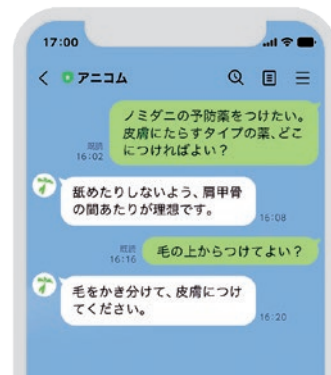 17:00
アニコム
ノミダニの予防薬をつけたい。
皮膚にたらすタイプの薬、どこ
につければよい？
既読
16:02
舐めたりしないよう、肩甲骨
の間あたりが理想です。
16:08
既読
16:16
毛の上からつけてよい？
毛をかき分けて、皮膚につけ
てください。
16:20